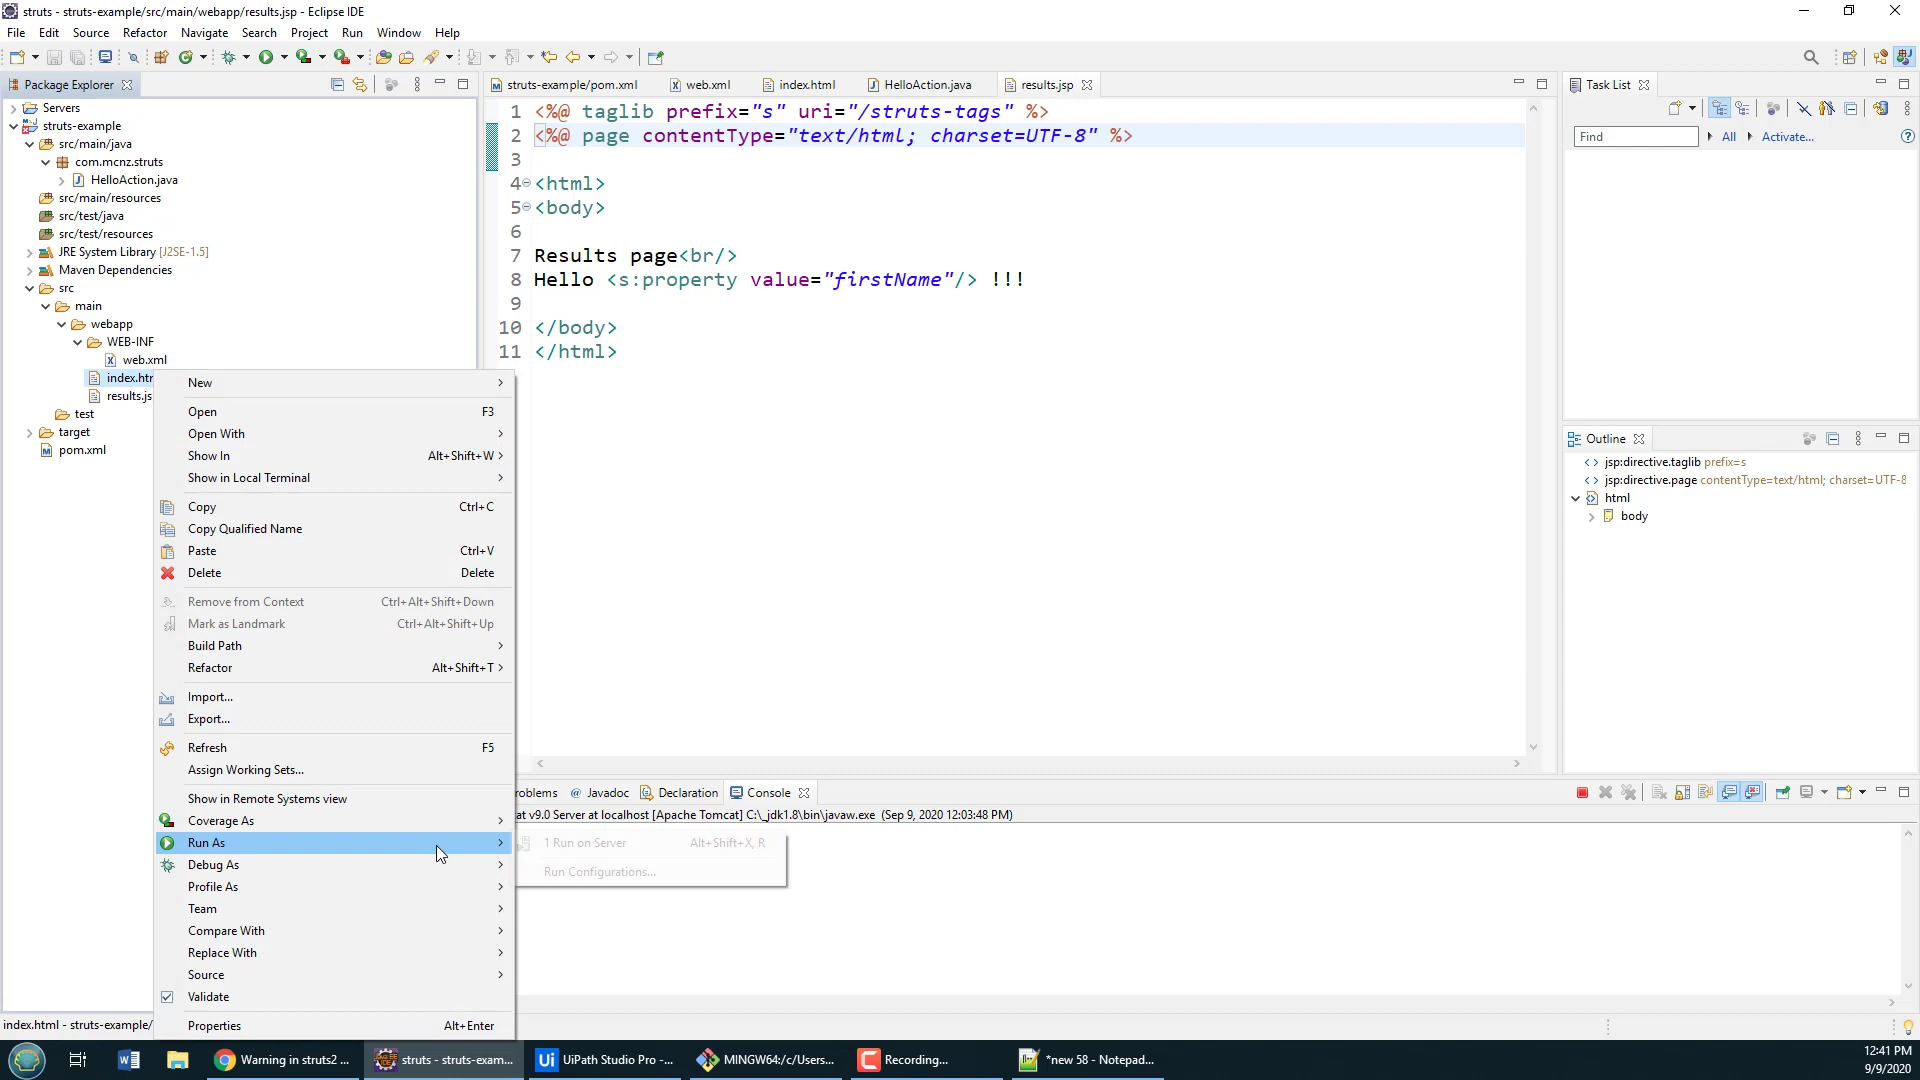 struts - struts-example/src/main/webapp/results.jsp - Eclipse IDE
File Edit Source Refactor Navigate Search Project Run Window Help
Package Explorer
struts-example/pom.xml web.xml index.html HelloAction.java results.jsp
Task List
Servers
struts-example
src/main/java
com.mcnz.struts
HelloAction.java
src/main/resources
src/test/java
src/test/resources
JRE System Library [J2SE-1.5]
Maven Dependencies
src
main
webapp
WEB-INF
web.xml
index.htm
results.js
test
target
pom.xml
1 <%@ taglib prefix="s" uri="/struts-tags" %>
2 <%@ page contentType="text/html; charset=UTF-8" %>
3
4 <html>
5 <body>
6
7 Results page<br/>
8 Hello <s:property value="firstName"/> !!!
9
10 </body>
11 </html>
Find All Activate...
Outline
jsp:directive.taglib prefix=s
jsp:directive.page contentType=text/html; charset=UTF-8
html
body
New
Open F3
Open With
Show In Alt+Shift+W
Show in Local Terminal
Copy Ctrl+C
Copy Qualified Name
Paste Ctrl+V
Delete Delete
Remove from Context Ctrl+Alt+Shift+Down
Mark as Landmark Ctrl+Alt+Shift+Up
Build Path
Refactor Alt+Shift+T
Import...
Export...
Refresh F5
Assign Working Sets...
Show in Remote Systems view
Coverage As
Run As
Debug As
Profile As
Team
Compare With
Replace With
Source
Validate
Properties Alt+Enter
1 Run on Server Alt+Shift+X, R
Run Configurations...
roblems Javadoc Declaration Console
at v9.0 Server at localhost [Apache Tomcat] C:\_jdk1.8\bin\javaw.exe (Sep 9, 2020 12:03:48 PM)
index.html - struts-example/
Warning in struts2 ... struts - struts-exam... UiPath Studio Pro -... MINGW64:/c/Users... Recording... *new 58 - Notepad...
12:41 PM
9/9/2020